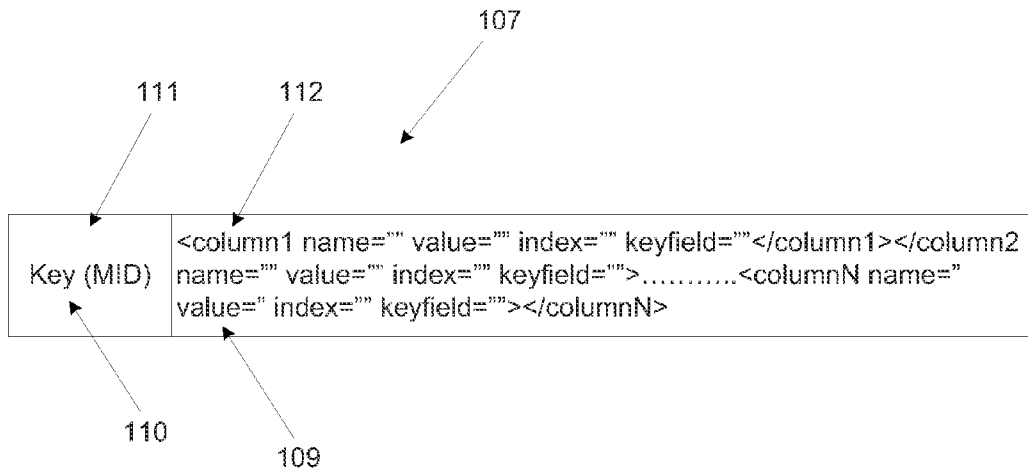 107
111
112
Key (MID)
<column1 name="" value="" index="" keyfield=""</column1></column2
name="" value="" index="" keyfield="">...........<columnN name="
value=" index="" keyfield=""></columnN>
110
109